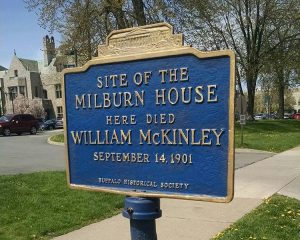 SITE OF THE
MILBURN HOUSE
HERE DIED
WILLIAM McKINLEY
SEPTEMBER 14, 1901
BUFFALO HISTORICAL SOCIETY